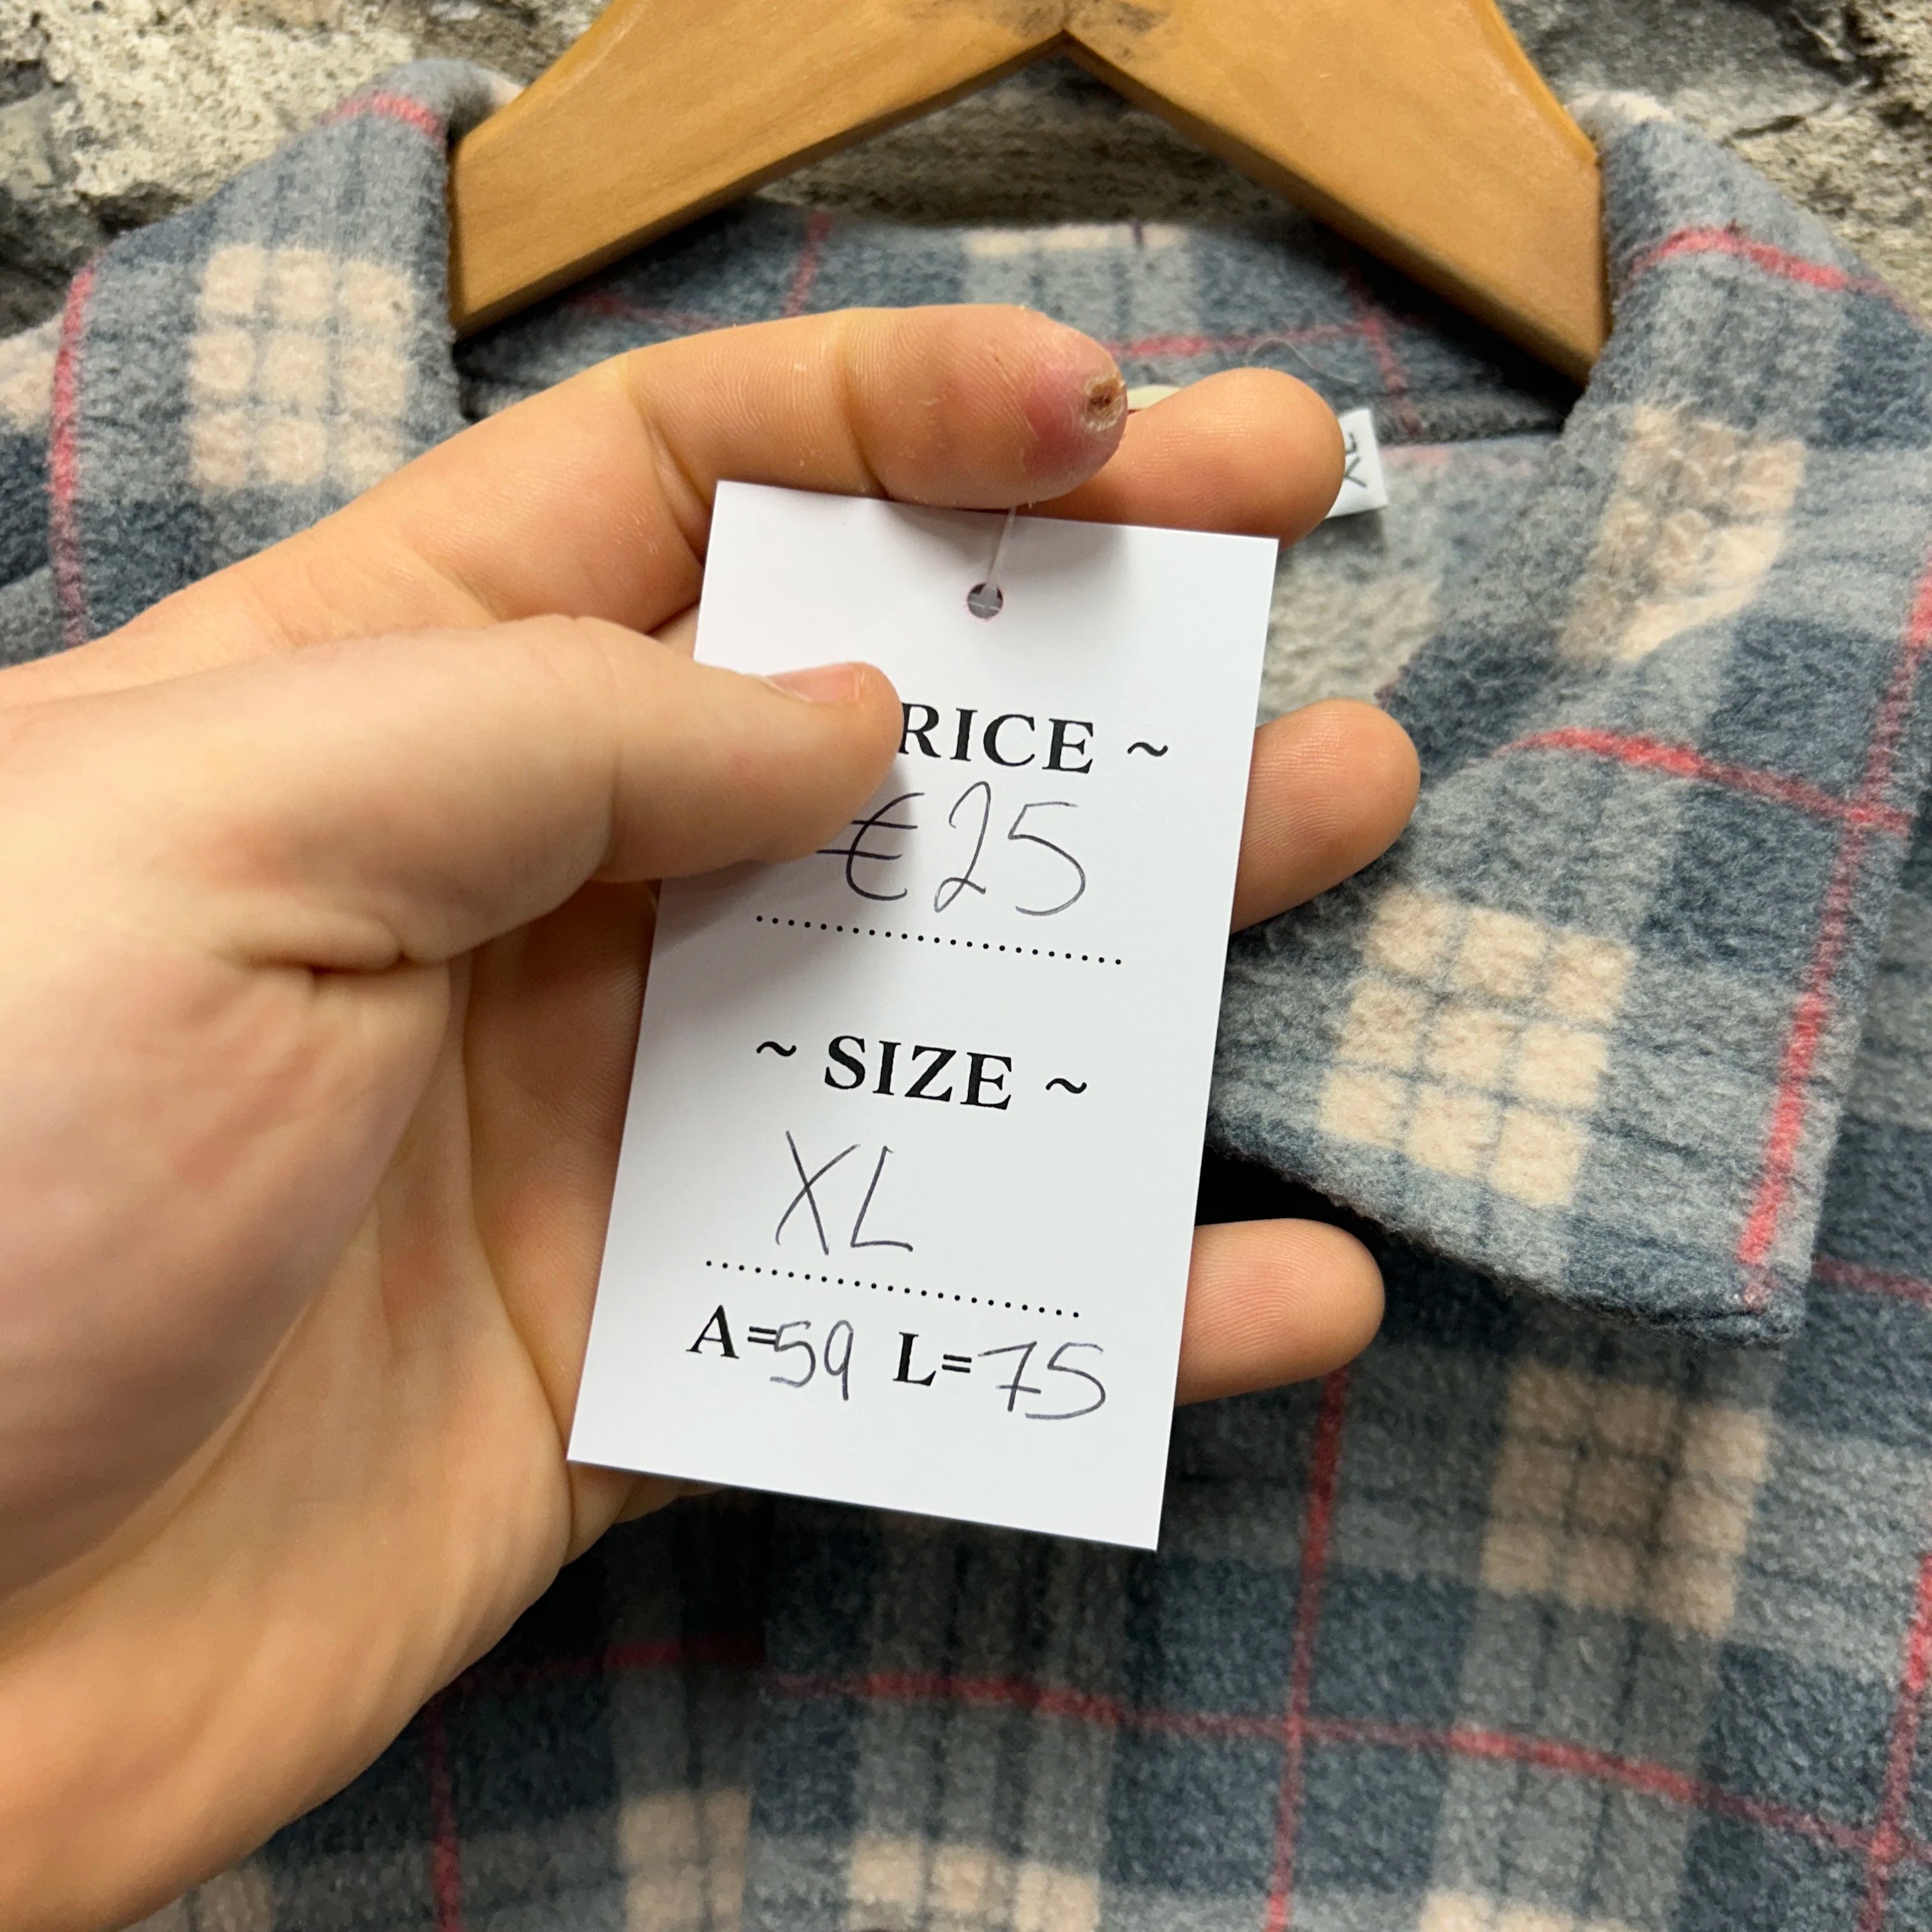 XL
RICE ~
€25
~ SIZE ~
XL
A=59 L=75